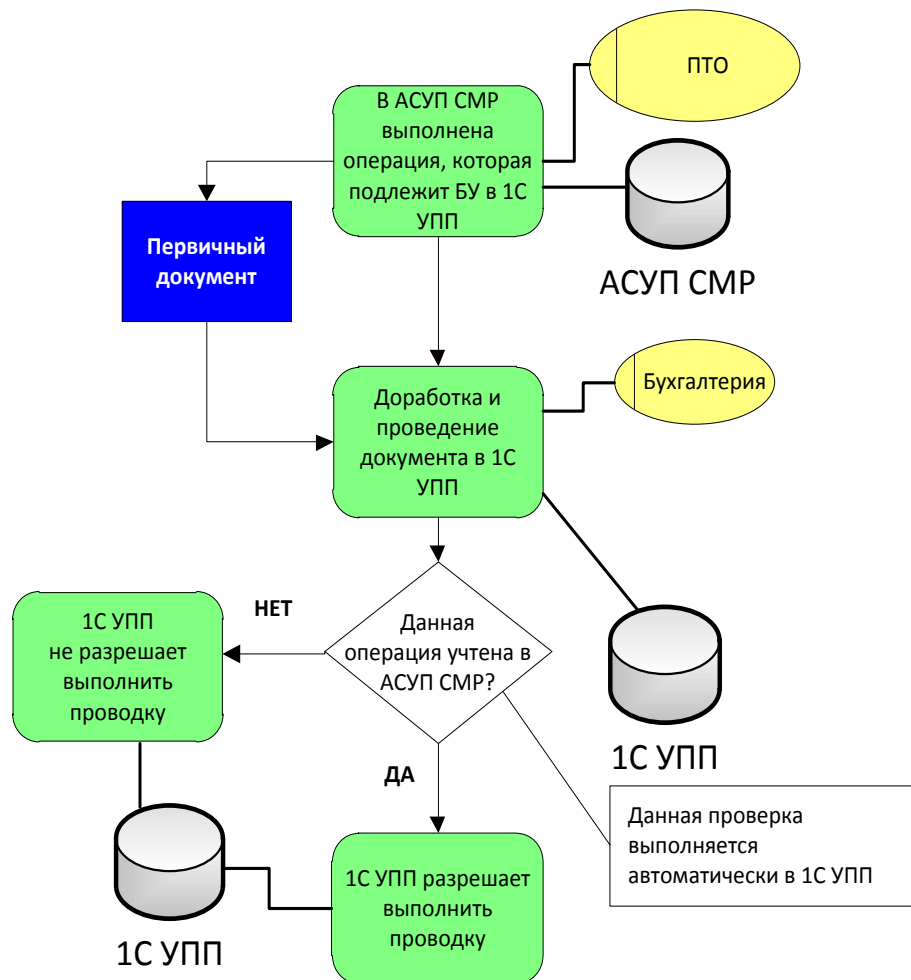 ПТО
В АСУП СМР
выполнена
операция, которая
подлежит БУ в 1С
УПП
АСУП СМР
Первичный
документ
Бухгалтерия
Доработка и
проведение
документа в 1С
УПП
НЕТ
1С УПП
не разрешает
выполнить
проводку
Данная
операция учтена в
АСУП СМР?
1С УПП
ДА
Данная проверка
выполняется
автоматически в 1С УПП
1С УПП разрешает
выполнить
проводку
1С УПП